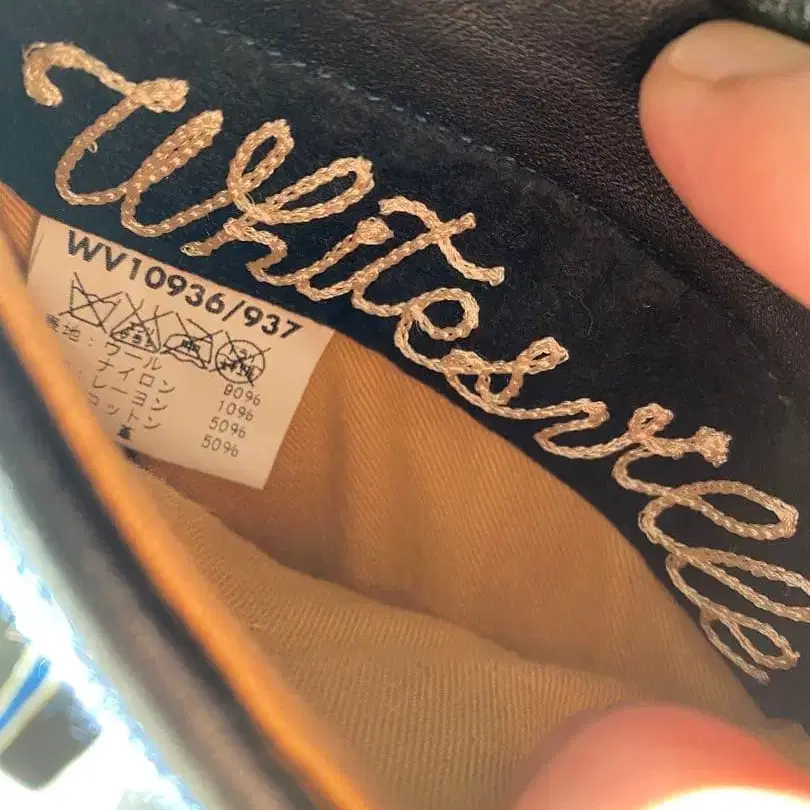 Whitesville
WV10936/937
表地:ウール 90%
ナイロン 10%
レーヨン 50%
コットン 50%
革